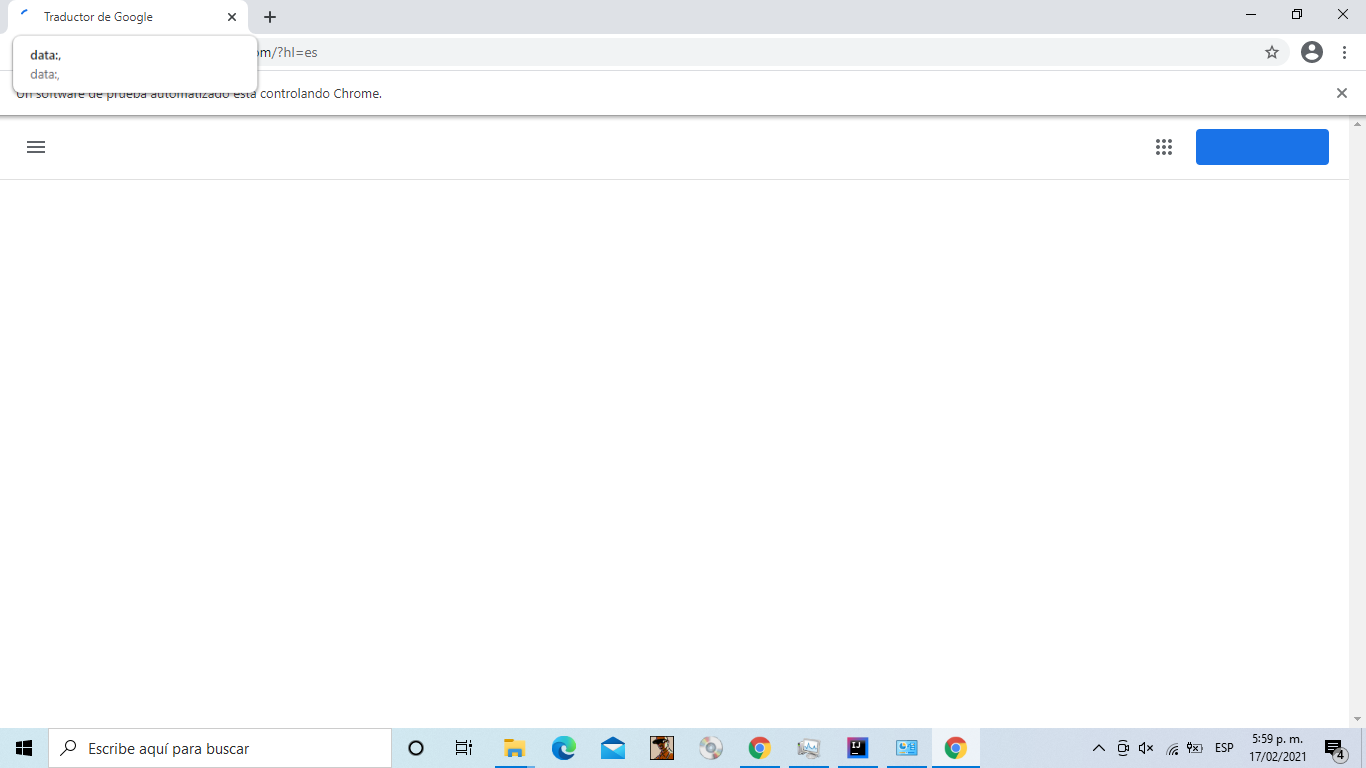 Traductor de Google
data:,
data:,
om/?hl=es
Un software de prueba automatizado está controlando Chrome.
Escribe aquí para buscar
IJ
ESP
5:59 p. m.
17/02/2021
4